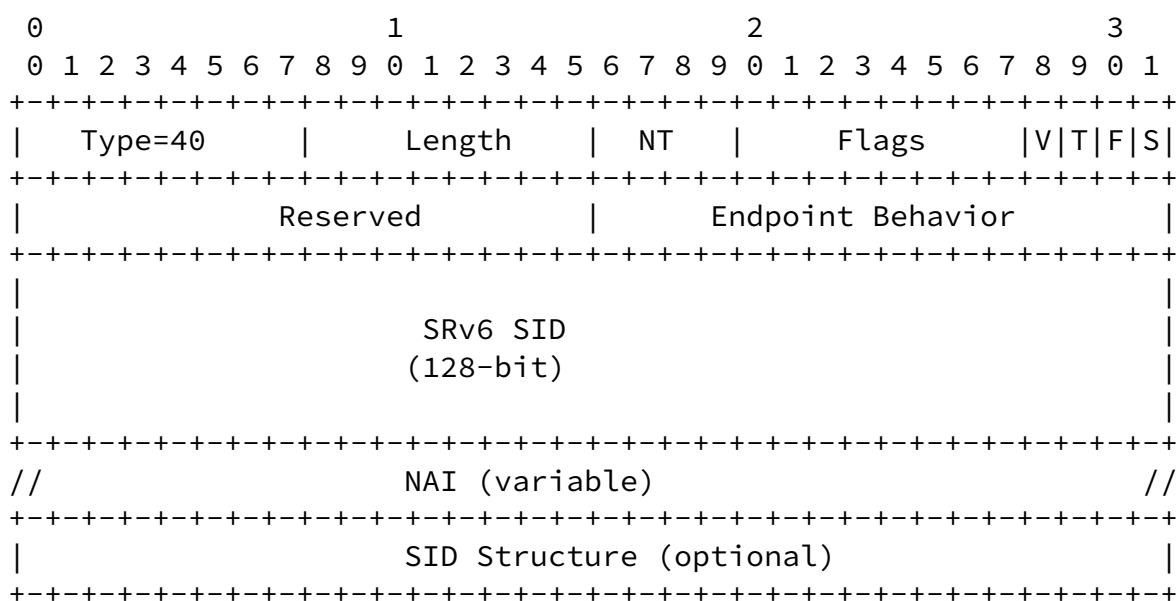 0                   1                   2                   3
 0 1 2 3 4 5 6 7 8 9 0 1 2 3 4 5 6 7 8 9 0 1 2 3 4 5 6 7 8 9 0 1
+-+-+-+-+-+-+-+-+-+-+-+-+-+-+-+-+-+-+-+-+-+-+-+-+-+-+-+-+-+-+-+-+
|   Type=40     |     Length    |  NT   |     Flags     |V|T|F|S|
+-+-+-+-+-+-+-+-+-+-+-+-+-+-+-+-+-+-+-+-+-+-+-+-+-+-+-+-+-+-+-+-+
|              Reserved         |      Endpoint Behavior        |
+-+-+-+-+-+-+-+-+-+-+-+-+-+-+-+-+-+-+-+-+-+-+-+-+-+-+-+-+-+-+-+-+
|                                                               |
|                      SRv6 SID                                 |
|                     (128-bit)                                 |
|                                                               |
+-+-+-+-+-+-+-+-+-+-+-+-+-+-+-+-+-+-+-+-+-+-+-+-+-+-+-+-+-+-+-+-+
//                    NAI (variable)                           //
+-+-+-+-+-+-+-+-+-+-+-+-+-+-+-+-+-+-+-+-+-+-+-+-+-+-+-+-+-+-+-+-+
|                     SID Structure (optional)                  |
+-+-+-+-+-+-+-+-+-+-+-+-+-+-+-+-+-+-+-+-+-+-+-+-+-+-+-+-+-+-+-+-+